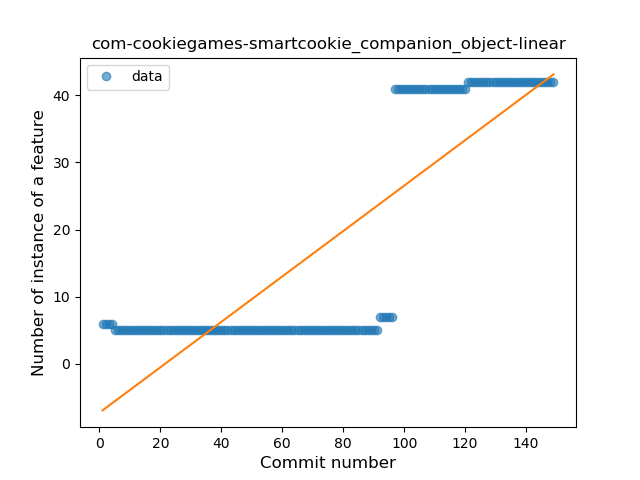 com-cookiegames-smartcookie_companion_object-linear
data
Number of instance of a feature
40
30
20
10
0
0 20 40 60 80 100 120 140
Commit number